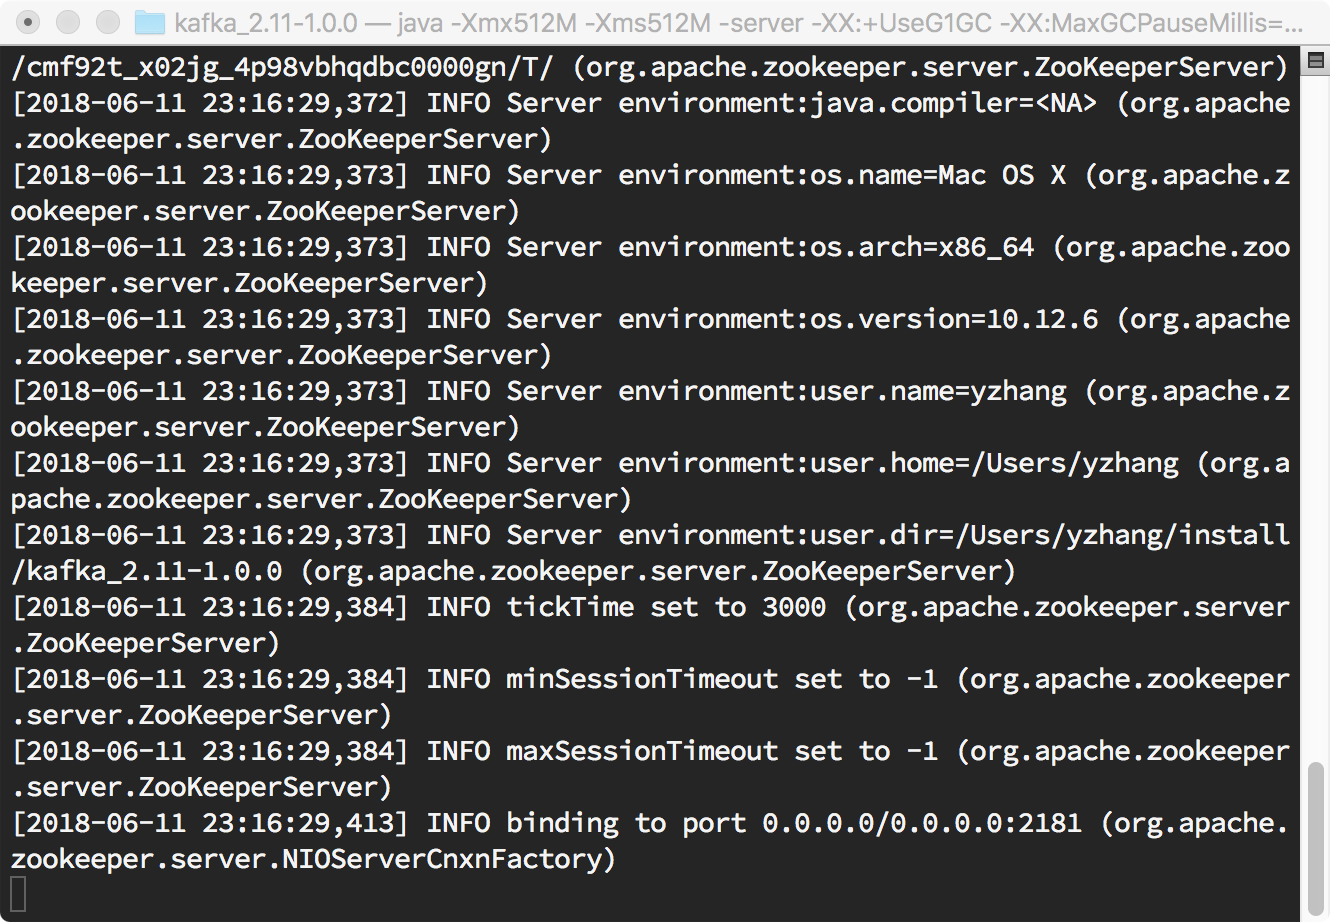 kafka_2.11-1.0.0 — java -Xmx512M -Xms512M -server -XX:+UseG1GC -XX:MaxGCPauseMillis=...
/cmf92t_x02jg_4p98vbhqdbc0000gn/T/ (org.apache.zookeeper.server.ZooKeeperServer)
[2018-06-11 23:16:29,372] INFO Server environment:java.compiler=<NA> (org.apache
.zookeeper.server.ZooKeeperServer)
[2018-06-11 23:16:29,373] INFO Server environment:os.name=Mac OS X (org.apache.z
ookeeper.server.ZooKeeperServer)
[2018-06-11 23:16:29,373] INFO Server environment:os.arch=x86_64 (org.apache.zoo
keeper.server.ZooKeeperServer)
[2018-06-11 23:16:29,373] INFO Server environment:os.version=10.12.6 (org.apache
.zookeeper.server.ZooKeeperServer)
[2018-06-11 23:16:29,373] INFO Server environment:user.name=yzhang (org.apache.z
ookeeper.server.ZooKeeperServer)
[2018-06-11 23:16:29,373] INFO Server environment:user.home=/Users/yzhang (org.a
pache.zookeeper.server.ZooKeeperServer)
[2018-06-11 23:16:29,373] INFO Server environment:user.dir=/Users/yzhang/install
/kafka_2.11-1.0.0 (org.apache.zookeeper.server.ZooKeeperServer)
[2018-06-11 23:16:29,384] INFO tickTime set to 3000 (org.apache.zookeeper.server
.ZooKeeperServer)
[2018-06-11 23:16:29,384] INFO minSessionTimeout set to -1 (org.apache.zookeeper
.server.ZooKeeperServer)
[2018-06-11 23:16:29,384] INFO maxSessionTimeout set to -1 (org.apache.zookeeper
.server.ZooKeeperServer)
[2018-06-11 23:16:29,413] INFO binding to port 0.0.0.0/0.0.0.0:2181 (org.apache.
zookeeper.server.NIOServerCnxnFactory)